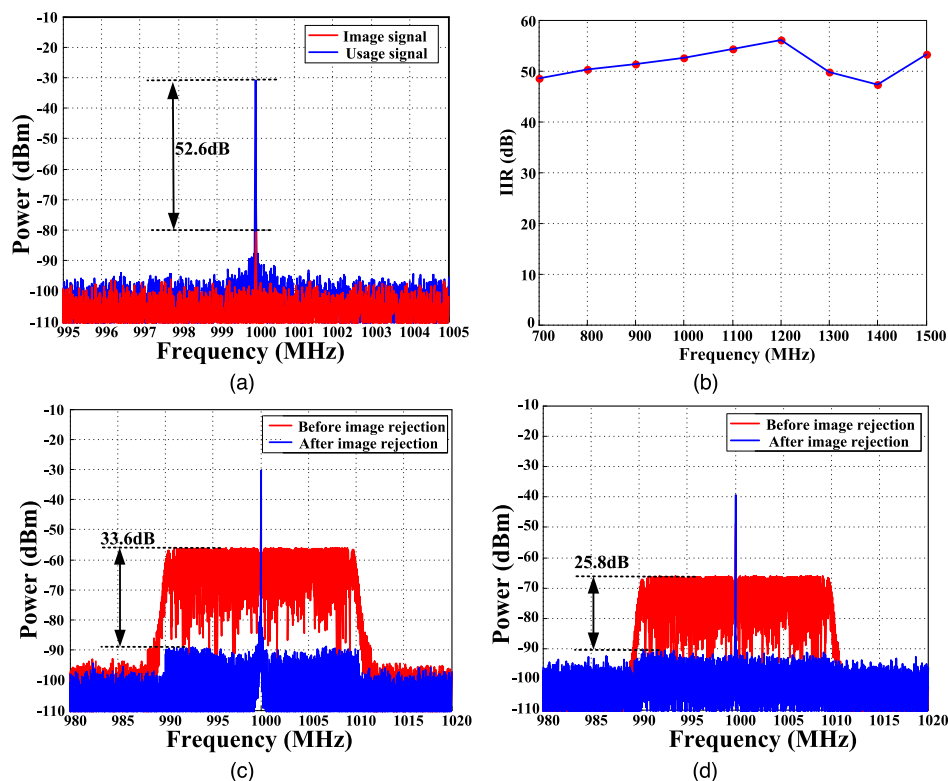 -10
-20
-30
-40
-50
-60
-70
-80
-90
-100
-110
Power (dBm)
Image signal
Usage signal
52.6dB
995 996 997 998 999 1000 1001 1002 1003 1004 1005
Frequency (MHz)
(a)
60
50
40
30
20
10
0
IIR (dB)
700 800 900 1000 1100 1200 1300 1400 1500
Frequency (MHz)
(b)
-10
-20
-30
-40
-50
-60
-70
-80
-90
-100
-110
Power (dBm)
Before image rejection
After image rejection
33.6dB
980 985 990 995 1000 1005 1010 1015 1020
Frequency (MHz)
(c)
-10
-20
-30
-40
-50
-60
-70
-80
-90
-100
-110
Power (dBm)
Before image rejection
After image rejection
25.8dB
980 985 990 995 1000 1005 1010 1015 1020
Frequency (MHz)
(d)